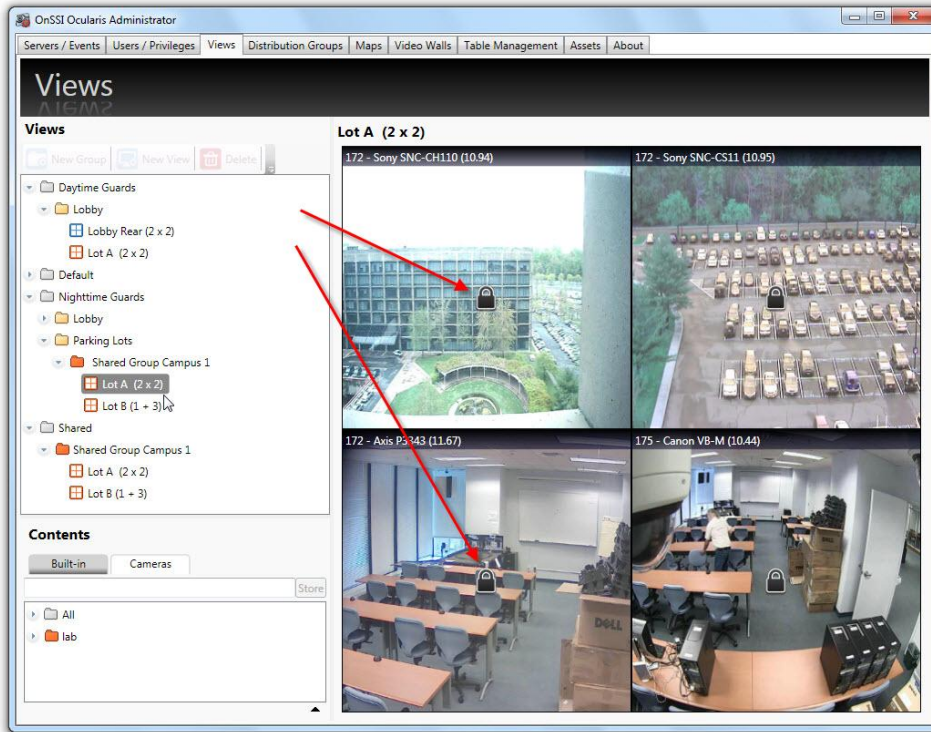 OnSSI Ocularis Administrator
Servers / Events Users / Privileges Views Distribution Groups Maps Video Walls Table Management Assets About
Views
Views
New Group New View Delete
Daytime Guards
Lobby
Lobby Rear (2 x 2)
Lot A (2 x 2)
Default
Nighttime Guards
Lobby
Parking Lots
Shared Group Campus 1
Lot A (2 x 2)
Lot B (1 + 3)
Shared
Shared Group Campus 1
Lot A (2 x 2)
Lot B (1 + 3)
Contents
Built-in Cameras
Store
All
lab
Lot A (2 x 2)
172 - Sony SNC-CH110 (10.94)
172 - Sony SNC-CS11 (10.95)
172 - Axis P3343 (11.67)
175 - Canon VB-M (10.44)
DELL